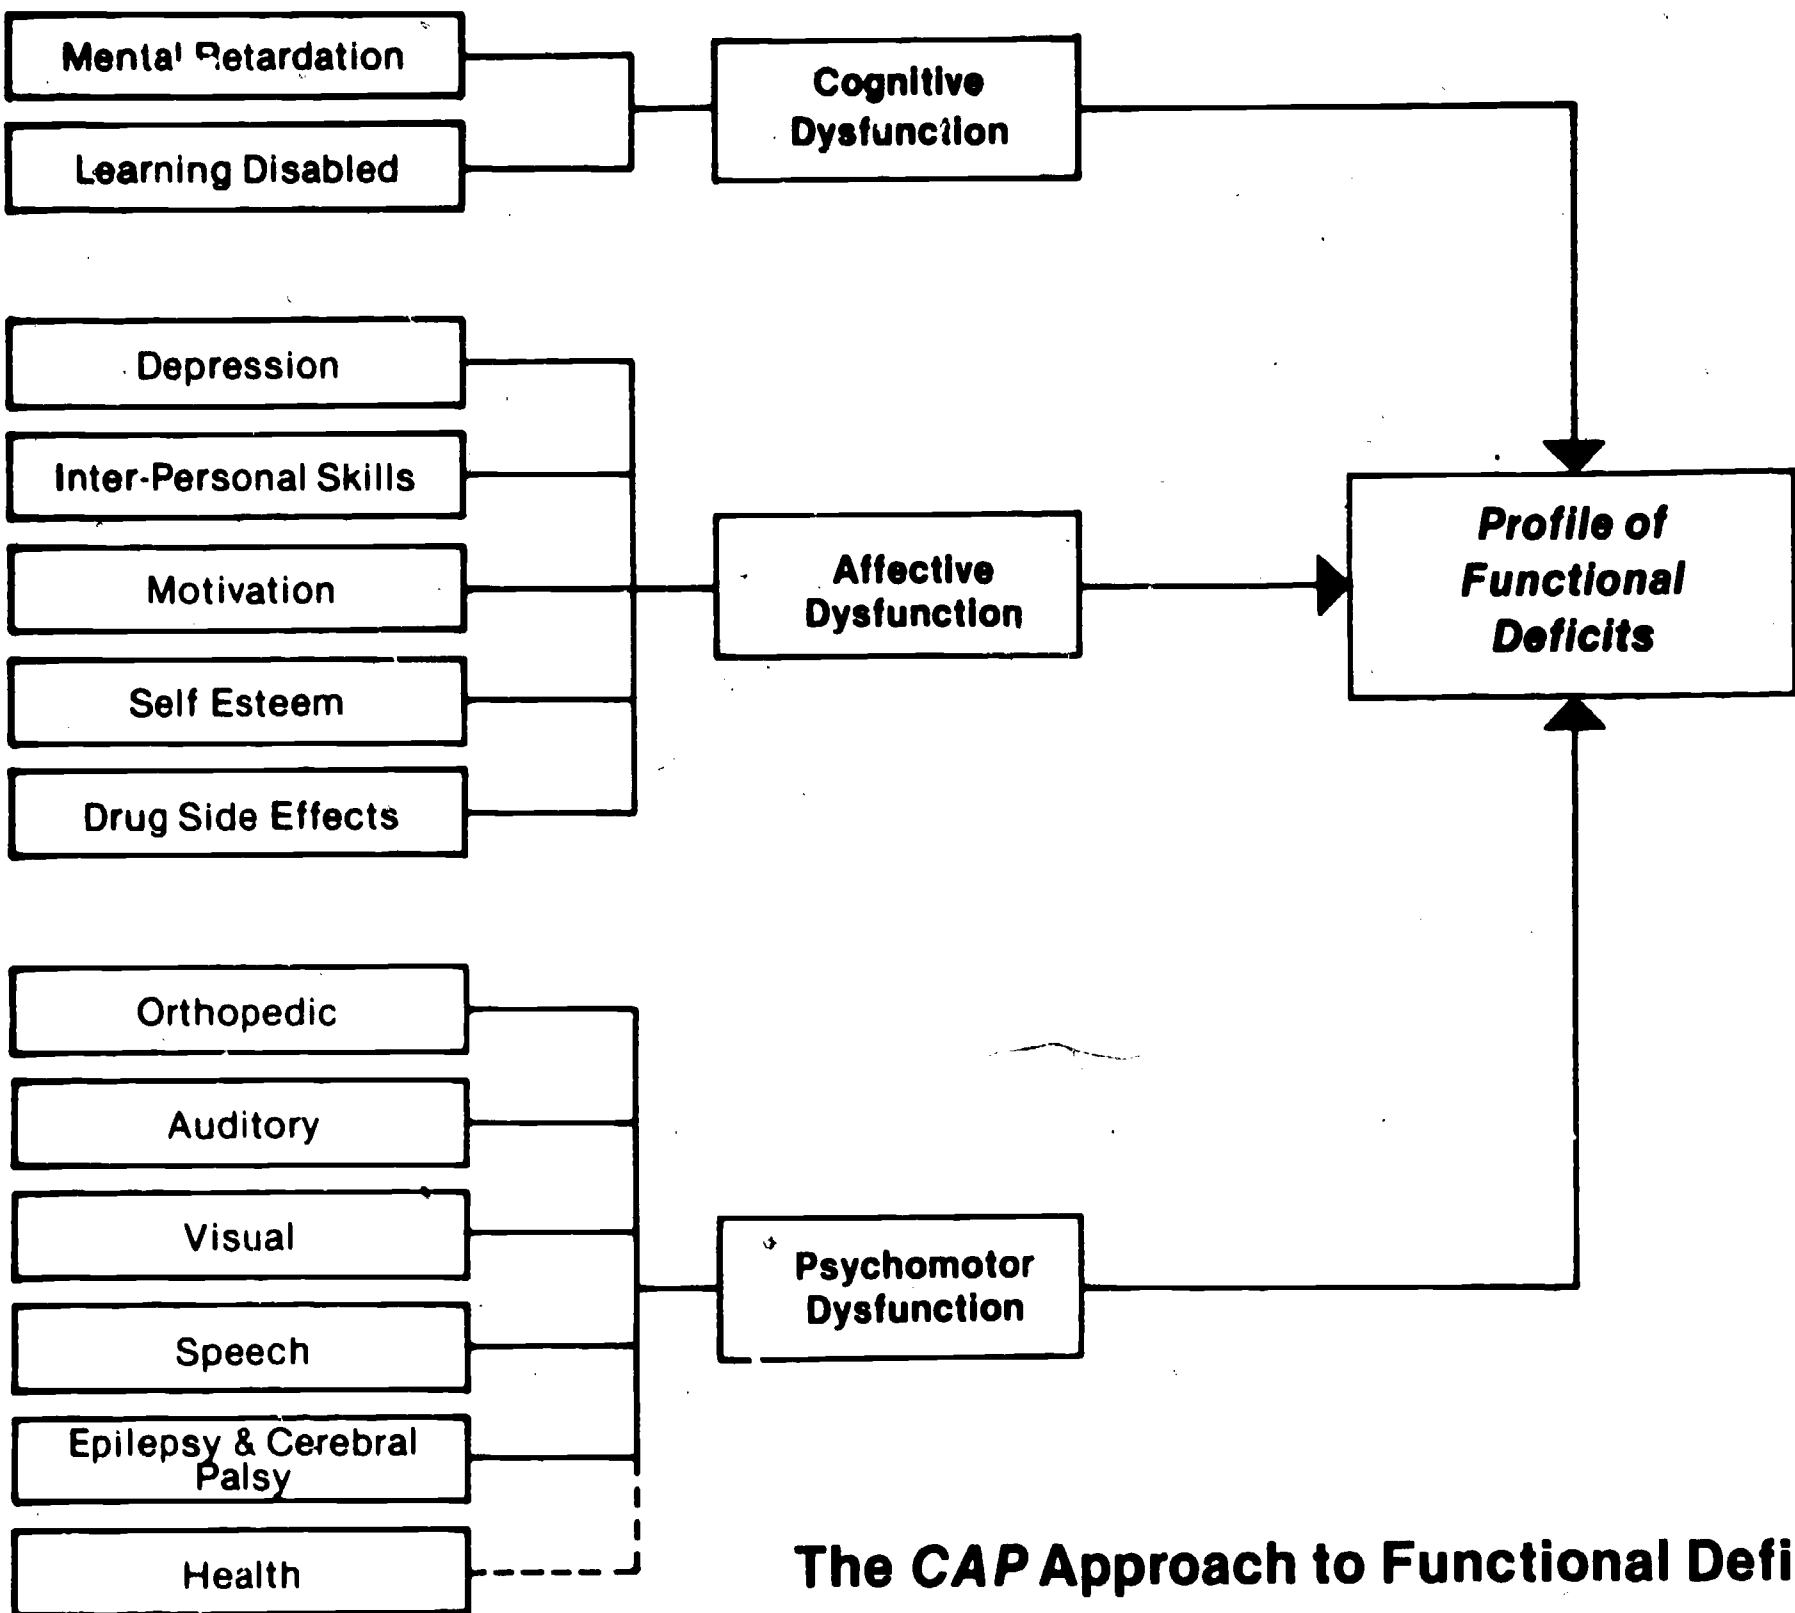 Mental Retardation
Learning Disabled
Cognitive
Dysfunction
Depression
Inter-Personal Skills
Motivation
Self Esteem
Drug Side Effects
Affective
Dysfunction
Profile of
Functional
Deficits
Orthopedic
Auditory
Visual
Speech
Epilepsy & Cerebral
Palsy
Health
Psychomotor
Dysfunction
The CAP Approach to Functional Defi